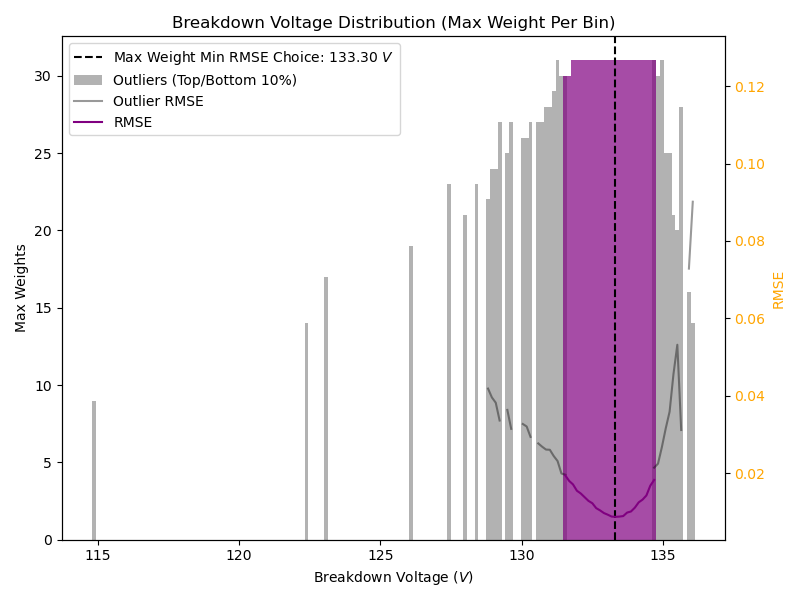 Breakdown Voltage Distribution (Max Weight Per Bin)
Max Weight Min RMSE Choice: 133.30 V
Outliers (Top/Bottom 10%)
Outlier RMSE
RMSE
Max Weights
30
25
20
15
10
5
0
0.12
0.10
0.08
0.06
0.04
0.02
RMSE
115
120
125
130
135
Breakdown Voltage (V)